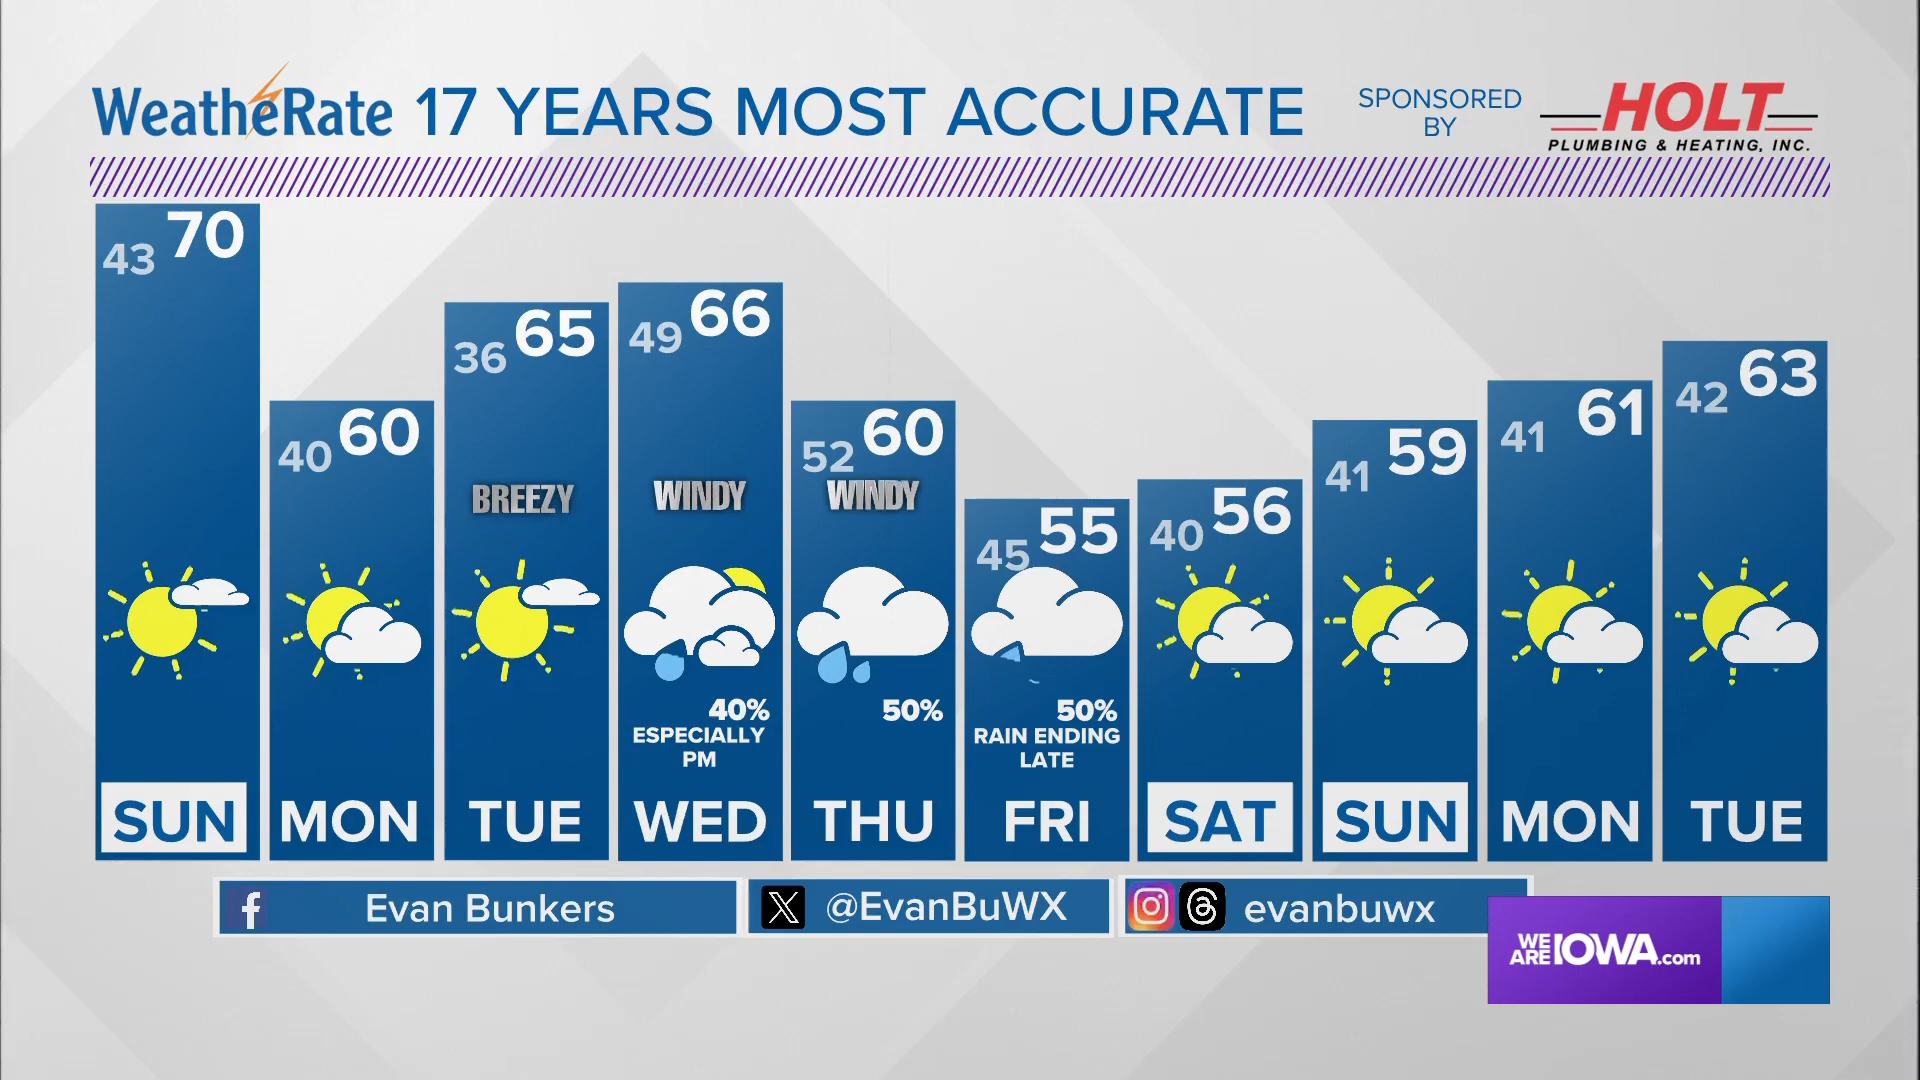 WeatheRate 17 YEARS MOST ACCURATE
SPONSORED
BY
HOLT
PLUMBING & HEATING, INC.
43 70
40 60
36 65
49 66
52 60
45 55
40 56
41 59
41 61
42 63
BREEZY
WINDY
WINDY
40%
ESPECIALLY
PM
50%
50%
RAIN ENDING
LATE
SUN
MON
TUE
WED
THU
FRI
SAT
SUN
MON
TUE
f
Evan Bunkers
X
@EvanBuWX
evanbuwx
WE
ARE IOWA.com